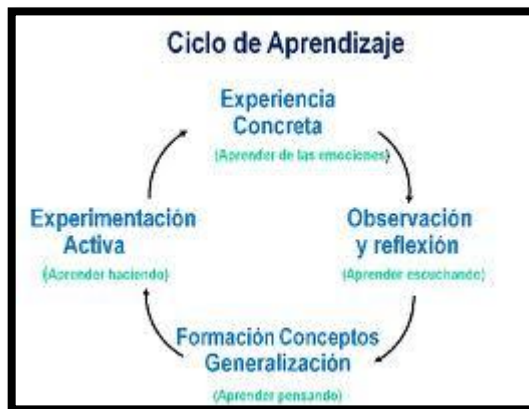 Ciclo de Aprendizaje
Experiencia
Concreta
(Aprender de las emociones)
Observación
y reflexión
(Aprender escuchando)
Formación Conceptos
Generalización
(Aprender pensando)
Experimentación
Activa
(Aprender haciendo)